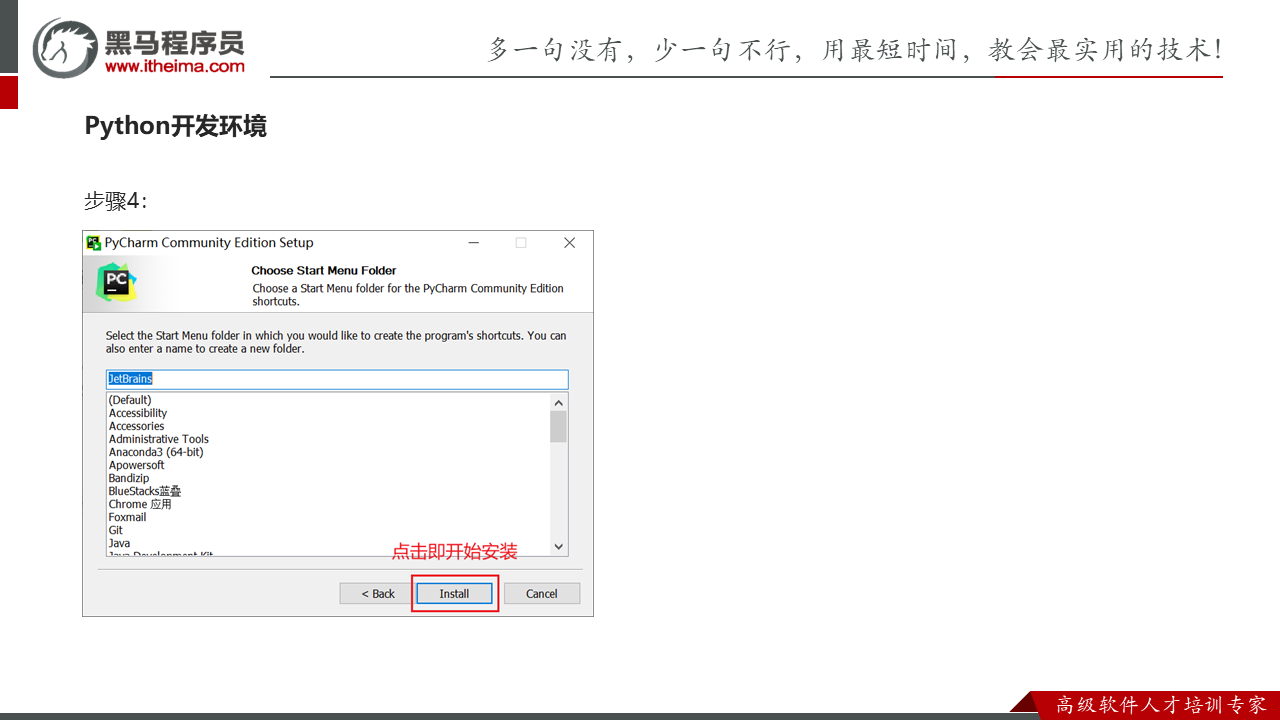 黑马程序员
www.itheima.com
多一句没有，少一句不行，用最短时间，教会最实用的技术！
Python开发环境
步骤4：
PyCharm Community Edition Setup
PC
Choose Start Menu Folder
Choose a Start Menu folder for the PyCharm Community Edition
shortcuts.
Select the Start Menu folder in which you would like to create the program's shortcuts. You can
also enter a name to create a new folder.
JetBrains
(Default)
Accessibility
Accessories
Administrative Tools
Anaconda3 (64-bit)
Apowersoft
Bandizip
BlueStacks蓝叠
Chrome 应用
Foxmail
Git
Java
Java Development Kit
点击即开始安装
< Back
Install
Cancel
高级软件人才培训专家